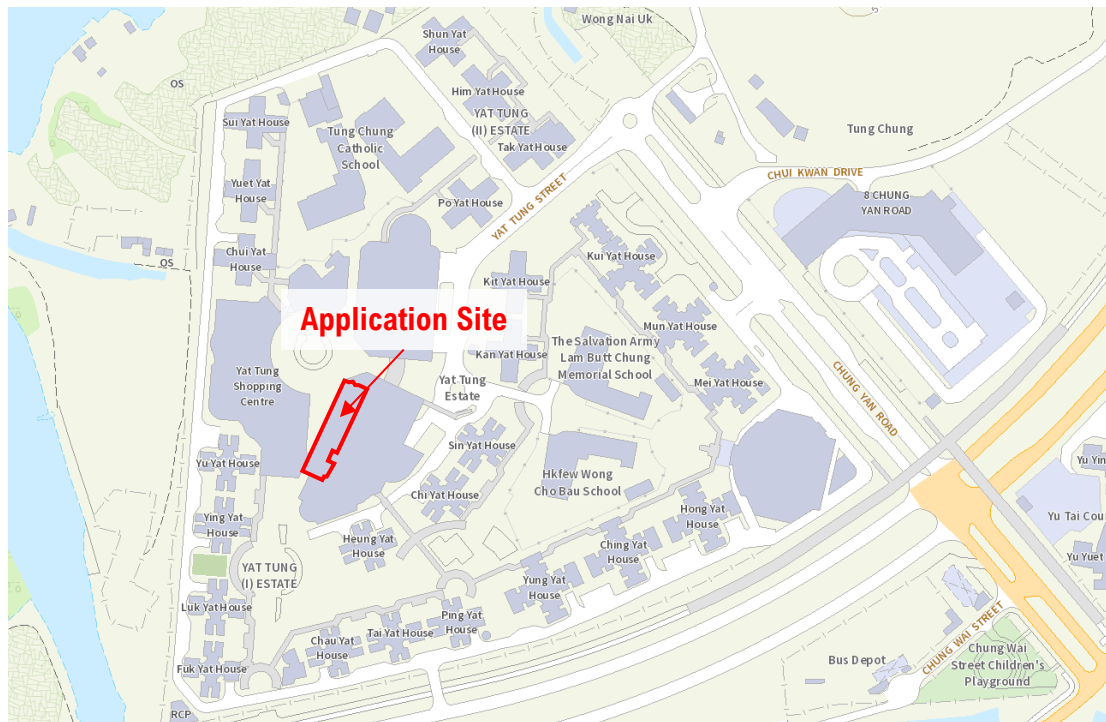 Wong Nai Uk
Shun Yat
House
OS
Him Yat House
YAT TUNG
(II) ESTATE
Sui Yat House
Tung Chung
Catholic
School
Tak Yat House
Tung Chung
CHUI KWAN DRIVE
Yuet Yat
House
Po Yat House
YAT TUNG STREET
8 CHUNG
YAN ROAD
Chui Yat
House
OS
Kui Yat House
Kit Yat House
Application Site
Mun Yat House
The Salvation Army
Lam Butt Chung
Memorial School
Kan Yat House
Yat Tung
Shopping
Centre
Yat Tung
Estate
Mei Yat House
CHUNG YAN ROAD
Sin Yat House
Yu Yat House
Hkfew Wong
Cho Bau School
Yu Yin
Chi Yat House
Ying Yat
House
Hong Yat
House
Yu Tai Cour
Heung Yat
House
Ching Yat
House
Yu Yuet
YAT TUNG
(I) ESTATE
Yung Yat
House
Luk Yat House
Ping Yat
House
Tai Yat House
Chau Yat
House
CHUNG WAI STREET
Fuk Yat House
Bus Depot
Chung Wai
Street Children's
Playground
RCP